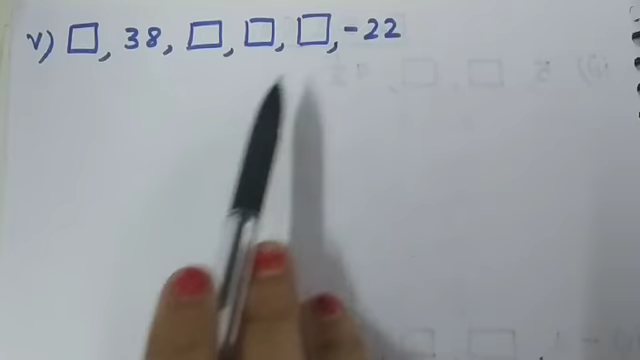 v) □, 38, □, □, □, -22